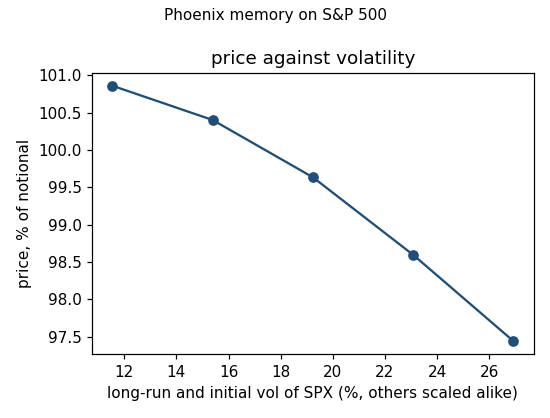 Phoenix memory on S&P 500
price against volatility
price, % of notional
101.0
100.5
100.0
99.5
99.0
98.5
98.0
97.5
12 14 16 18 20 22 24 26
long-run and initial vol of SPX (%, others scaled alike)